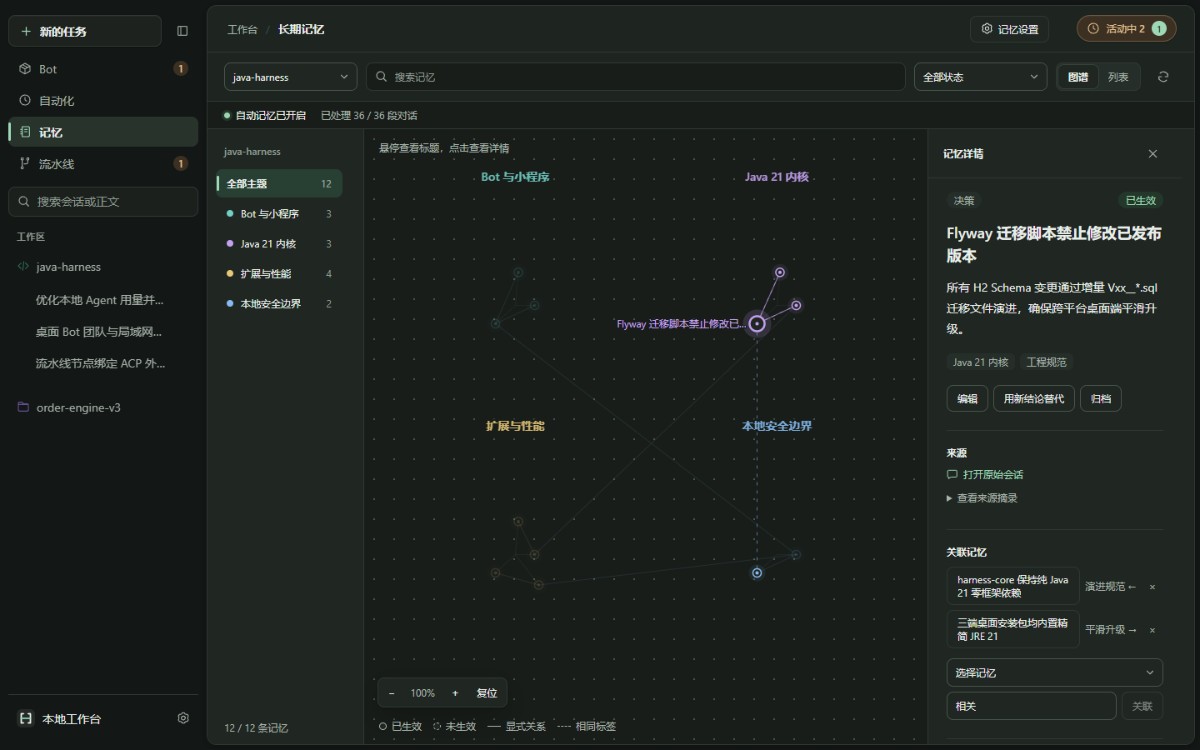 新的任务
Bot
1
自动化
记忆
流水线
1
搜索会话或正文
工作区
java-harness
优化本地 Agent 用量并...
桌面 Bot 团队与局域网...
流水线节点绑定 ACP 外...
order-engine-v3
本地工作台
工作台 / 长期记忆
记忆设置
活动中 2
1
java-harness
搜索记忆
全部状态
图谱
列表
自动记忆已开启
已处理 36 / 36 段对话
java-harness
全部主题 12
Bot 与小程序 3
Java 21 内核 3
扩展与性能 4
本地安全边界 2
12 / 12 条记忆
悬停查看标题，点击查看详情
Bot 与小程序
Java 21 内核
Flyway 迁移脚本禁止修改已...
扩展与性能
本地安全边界
− 100% + 复位
已生效
未生效
显式关系
相同标签
记忆详情
决策
已生效
Flyway 迁移脚本禁止修改已发布
版本
所有 H2 Schema 变更通过增量 Vxx__*.sql
迁移文件演进，确保跨平台桌面端平滑升
级。
Java 21 内核
工程规范
编辑
用新结论替代
归档
来源
打开原始会话
查看来源摘录
关联记忆
harness-core 保持纯 Java
21 零框架依赖
演进规范 ←
×
三端桌面安装包均内置精
简 JRE 21
平滑升级 →
×
选择记忆
相关
关联